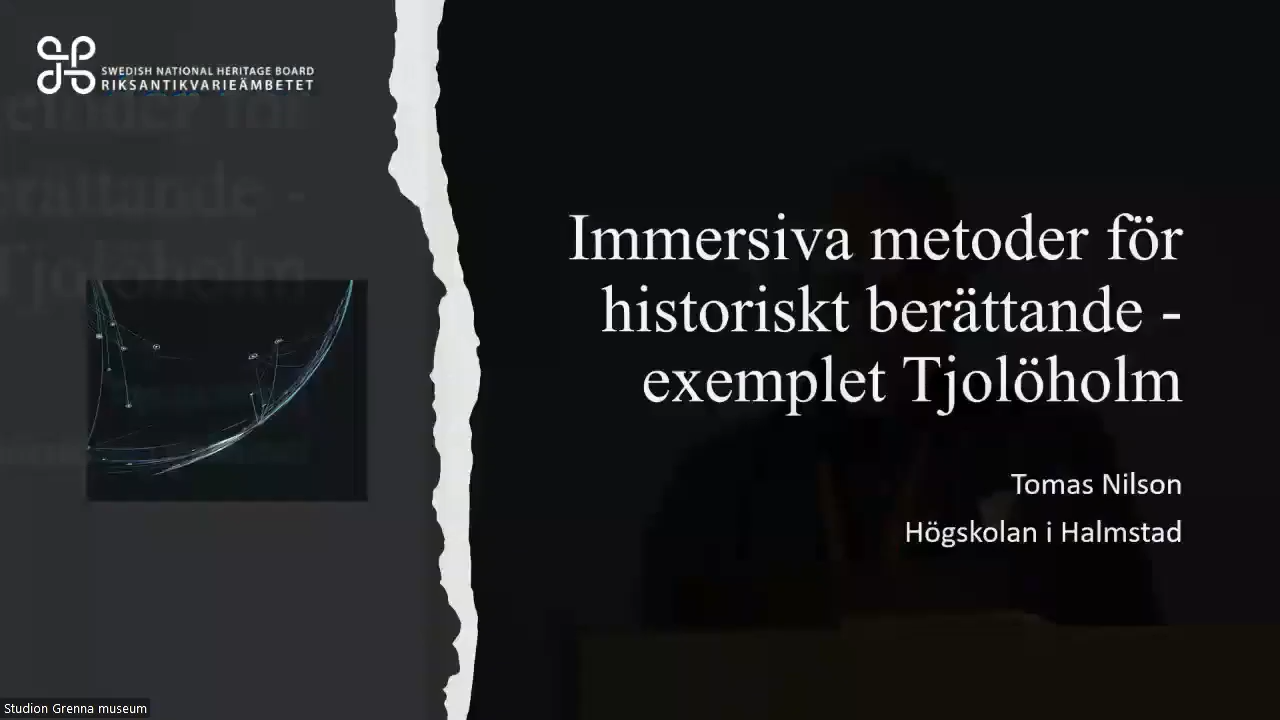 SWEDISH NATIONAL HERITAGE BOARD
RIKSANTIKVARIEÄMBETET
Immersiva metoder för
historiskt berättande -
exemplet Tjolöholm
Tomas Nilson
Högskolan i Halmstad
Studion Grenna museum